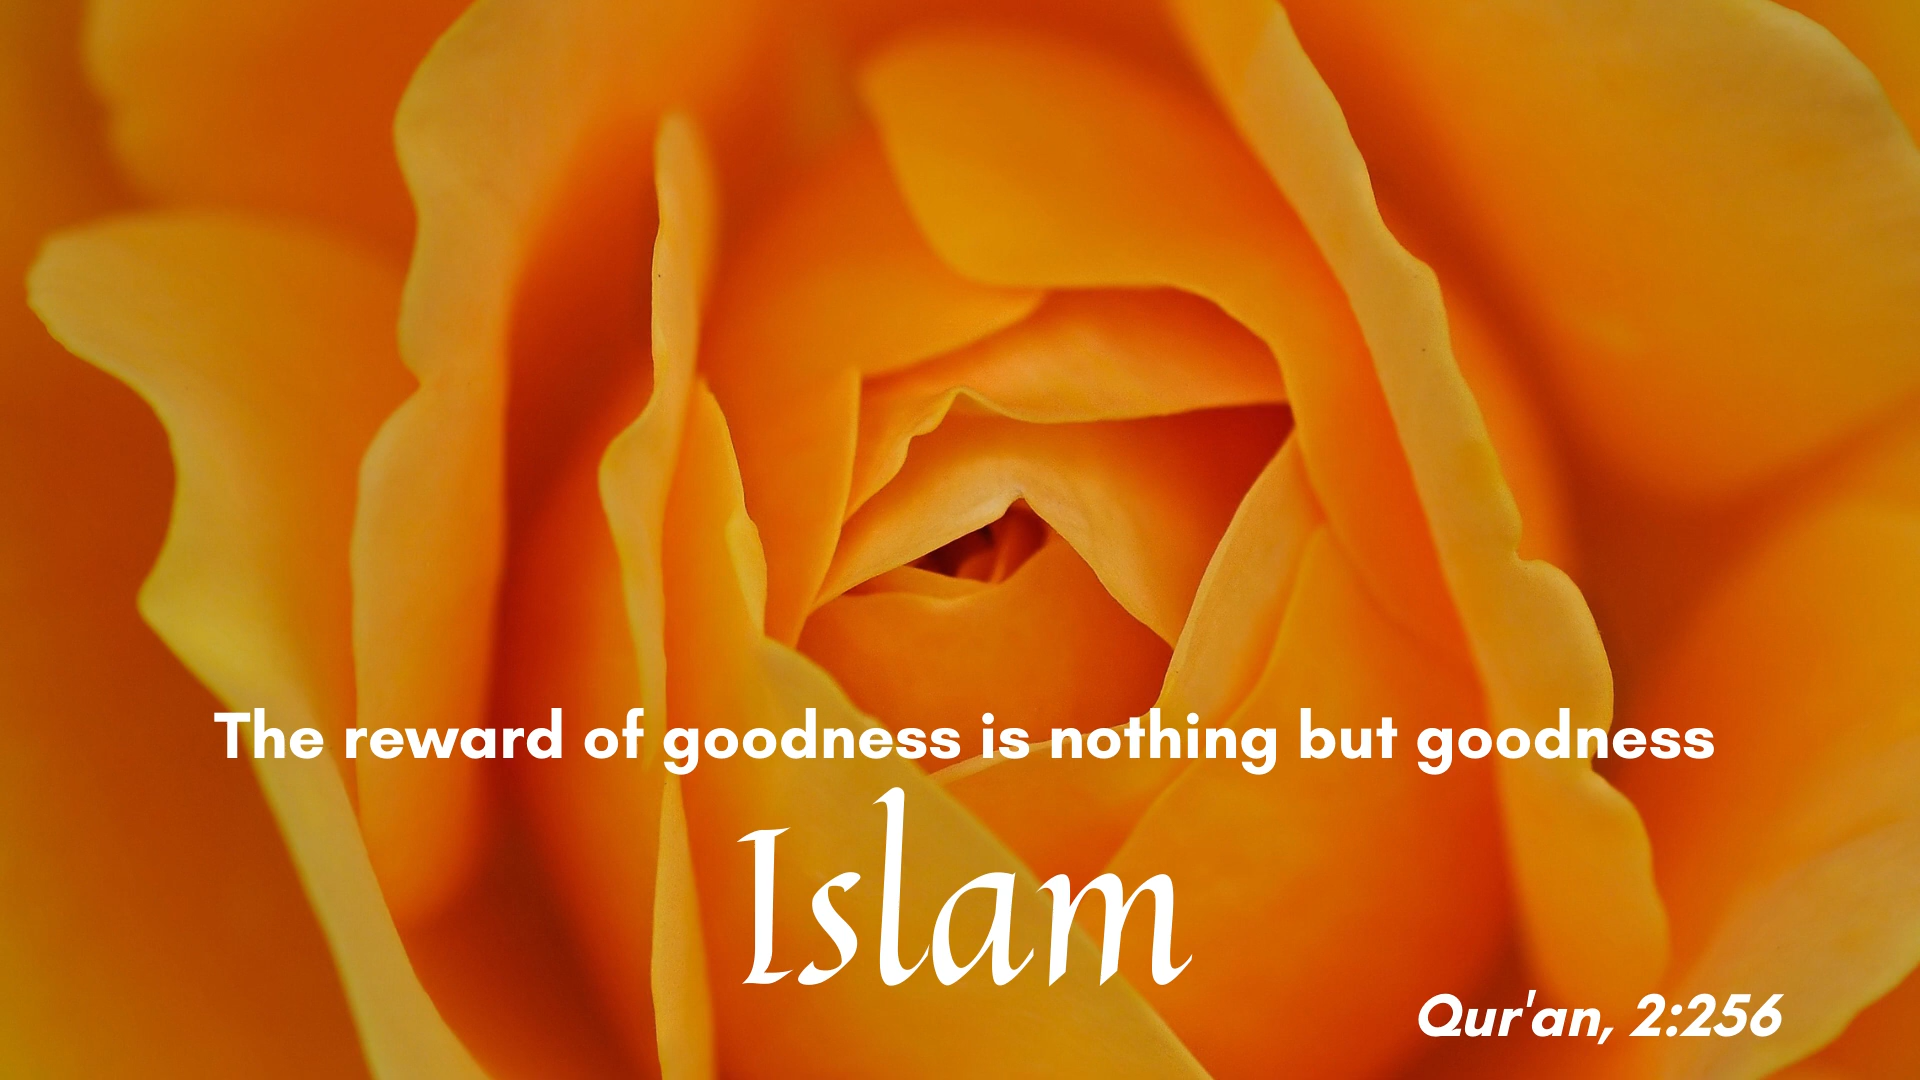 The reward of goodness is nothing but goodness
Islam
Qur'an, 2:256